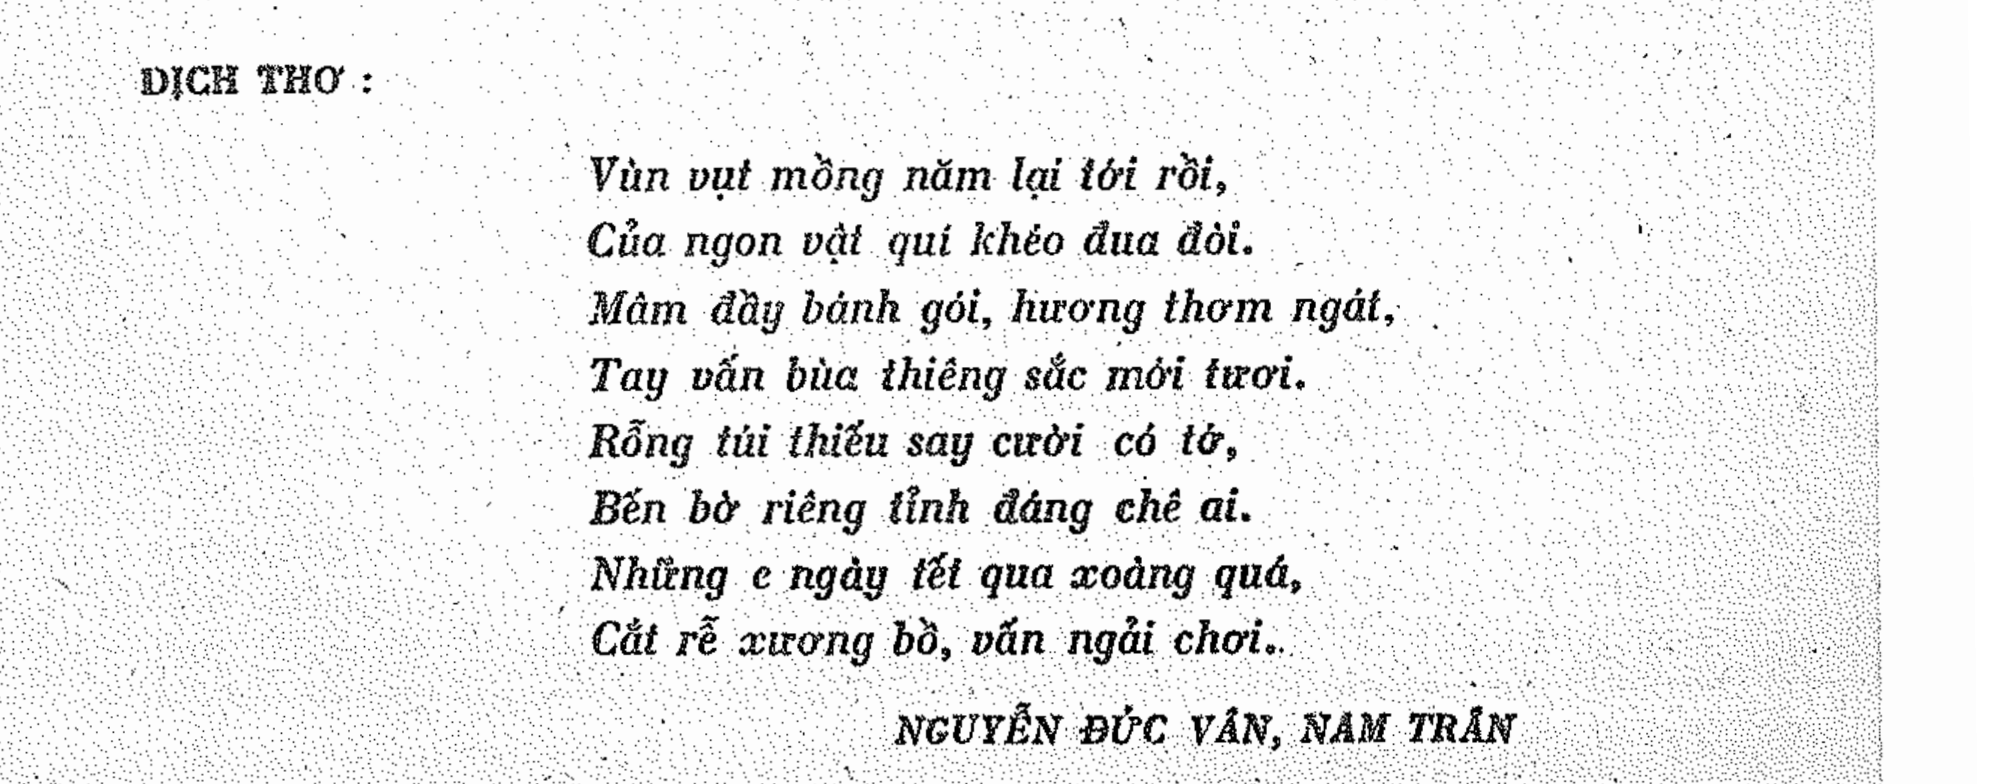 DỊCH THƠ :
Vùn vụt mồng năm lại tới rồi,
Của ngon vật quí khéo đua đòi.
Mâm đầy bánh gói, hương thơm ngát,
Tay vấn bùa thiêng sắc mới tươi.
Rỗng túi thiếu say cười có tớ,
Bến bờ riêng tỉnh đáng chê ai.
Những e ngày tết qua xoàng quá,
Cắt rễ xương bồ, vấn ngải chơi.
NGUYỄN ĐỨC VÂN, NAM TRÂN